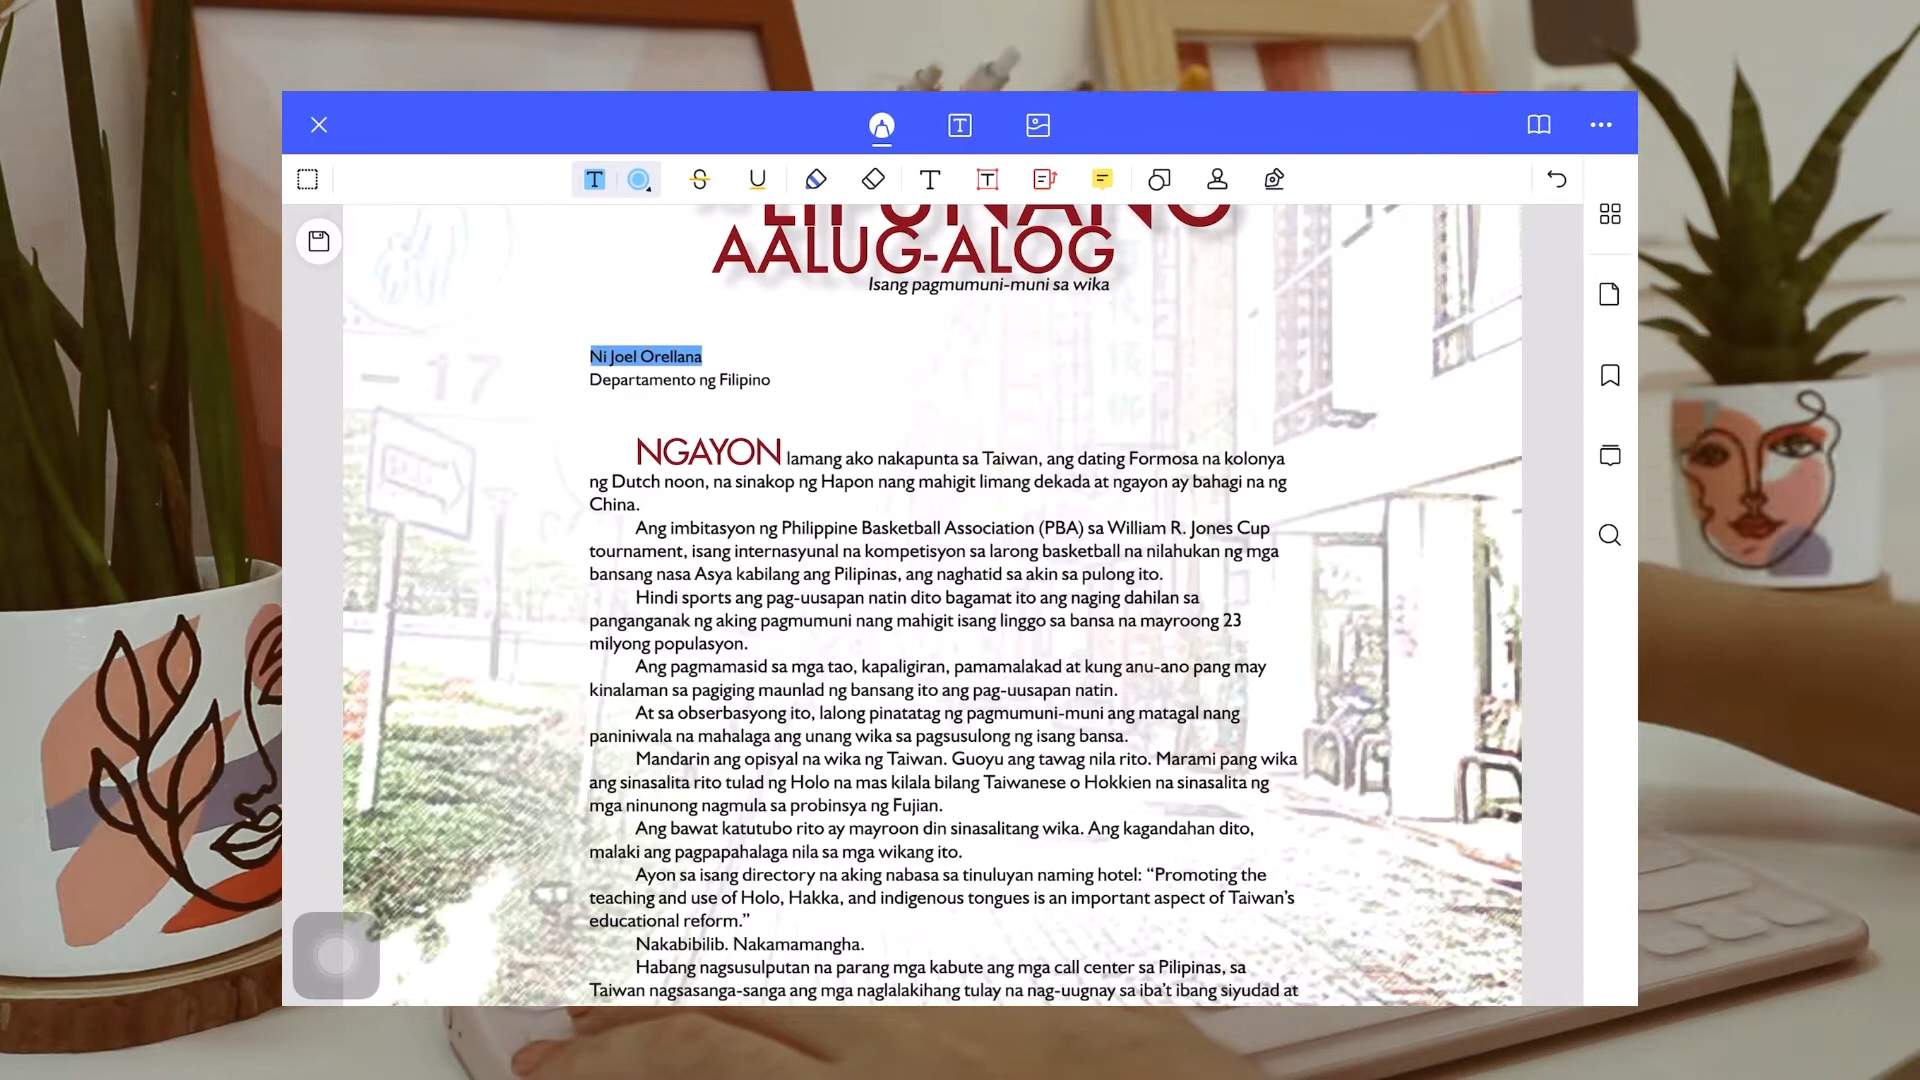 LIPUNANG
AALUG-ALOG
Isang pagmumuni-muni sa wika
Ni Joel Orellana
Departamento ng Filipino
17
NGAYON lamang ako nakapunta sa Taiwan, ang dating Formosa na kolonya
ng Dutch noon, na sinakop ng Hapon nang mahigit limang dekada at ngayon ay bahagi na ng
China.
Ang imbitasyon ng Philippine Basketball Association (PBA) sa William R. Jones Cup
tournament, isang internasyunal na kompetisyon sa larong basketball na nilahukan ng mga
bansang nasa Asya kabilang ang Pilipinas, ang naghatid sa akin sa pulong ito.
Hindi sports ang pag-uusapan natin dito bagamat ito ang naging dahilan sa
panganganak ng aking pagmumuni nang mahigit isang linggo sa bansa na mayroong 23
milyong populasyon.
Ang pagmamasid sa mga tao, kapaligiran, pamamalakad at kung anu-ano pang may
kinalaman sa pagiging maunlad ng bansang ito ang pag-uusapan natin.
At sa obserbasyong ito, lalong pinatatag ng pagmumuni-muni ang matagal nang
paniniwala na mahalaga ang unang wika sa pagsusulong ng isang bansa.
Mandarin ang opisyal na wika ng Taiwan. Guoyu ang tawag nila rito. Marami pang wika
ang sinasalita rito tulad ng Holo na mas kilala bilang Taiwanese o Hokkien na sinasalita ng
mga ninunong nagmula sa probinsya ng Fujian.
Ang bawat katutubo rito ay mayroon din sinasalitang wika. Ang kagandahan dito,
malaki ang pagpapahalaga nila sa mga wikang ito.
Ayon sa isang directory na aking nabasa sa tinuluyan naming hotel: “Promoting the
teaching and use of Holo, Hakka, and indigenous tongues is an important aspect of Taiwan’s
educational reform.”
Nakabibilib. Nakamamangha.
Habang nagsusulputan na parang mga kabute ang mga call center sa Pilipinas, sa
Taiwan nagsasanga-sanga ang mga naglalakihang tulay na nag-uugnay sa iba’t ibang siyudad at